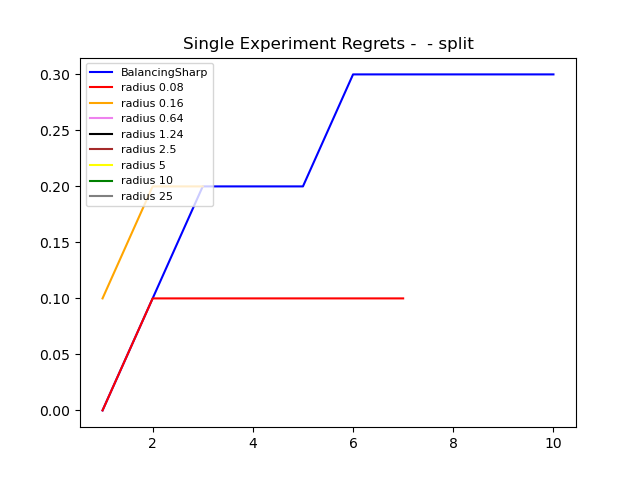 Single Experiment Regrets -  - split
BalancingSharp
radius 0.08
radius 0.16
radius 0.64
radius 1.24
radius 2.5
radius 5
radius 10
radius 25
0.30
0.25
0.20
0.15
0.10
0.05
0.00
2 4 6 8 10